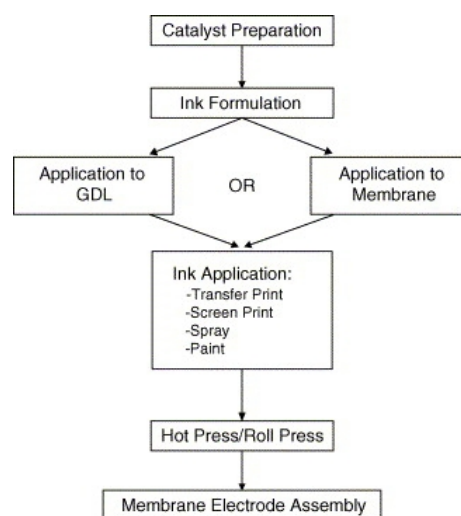 Catalyst Preparation
Ink Formulation
Application to
GDL
OR
Application to
Membrane
Ink Application:
-Transfer Print
-Screen Print
-Spray
-Paint
Hot Press/Roll Press
Membrane Electrode Assembly